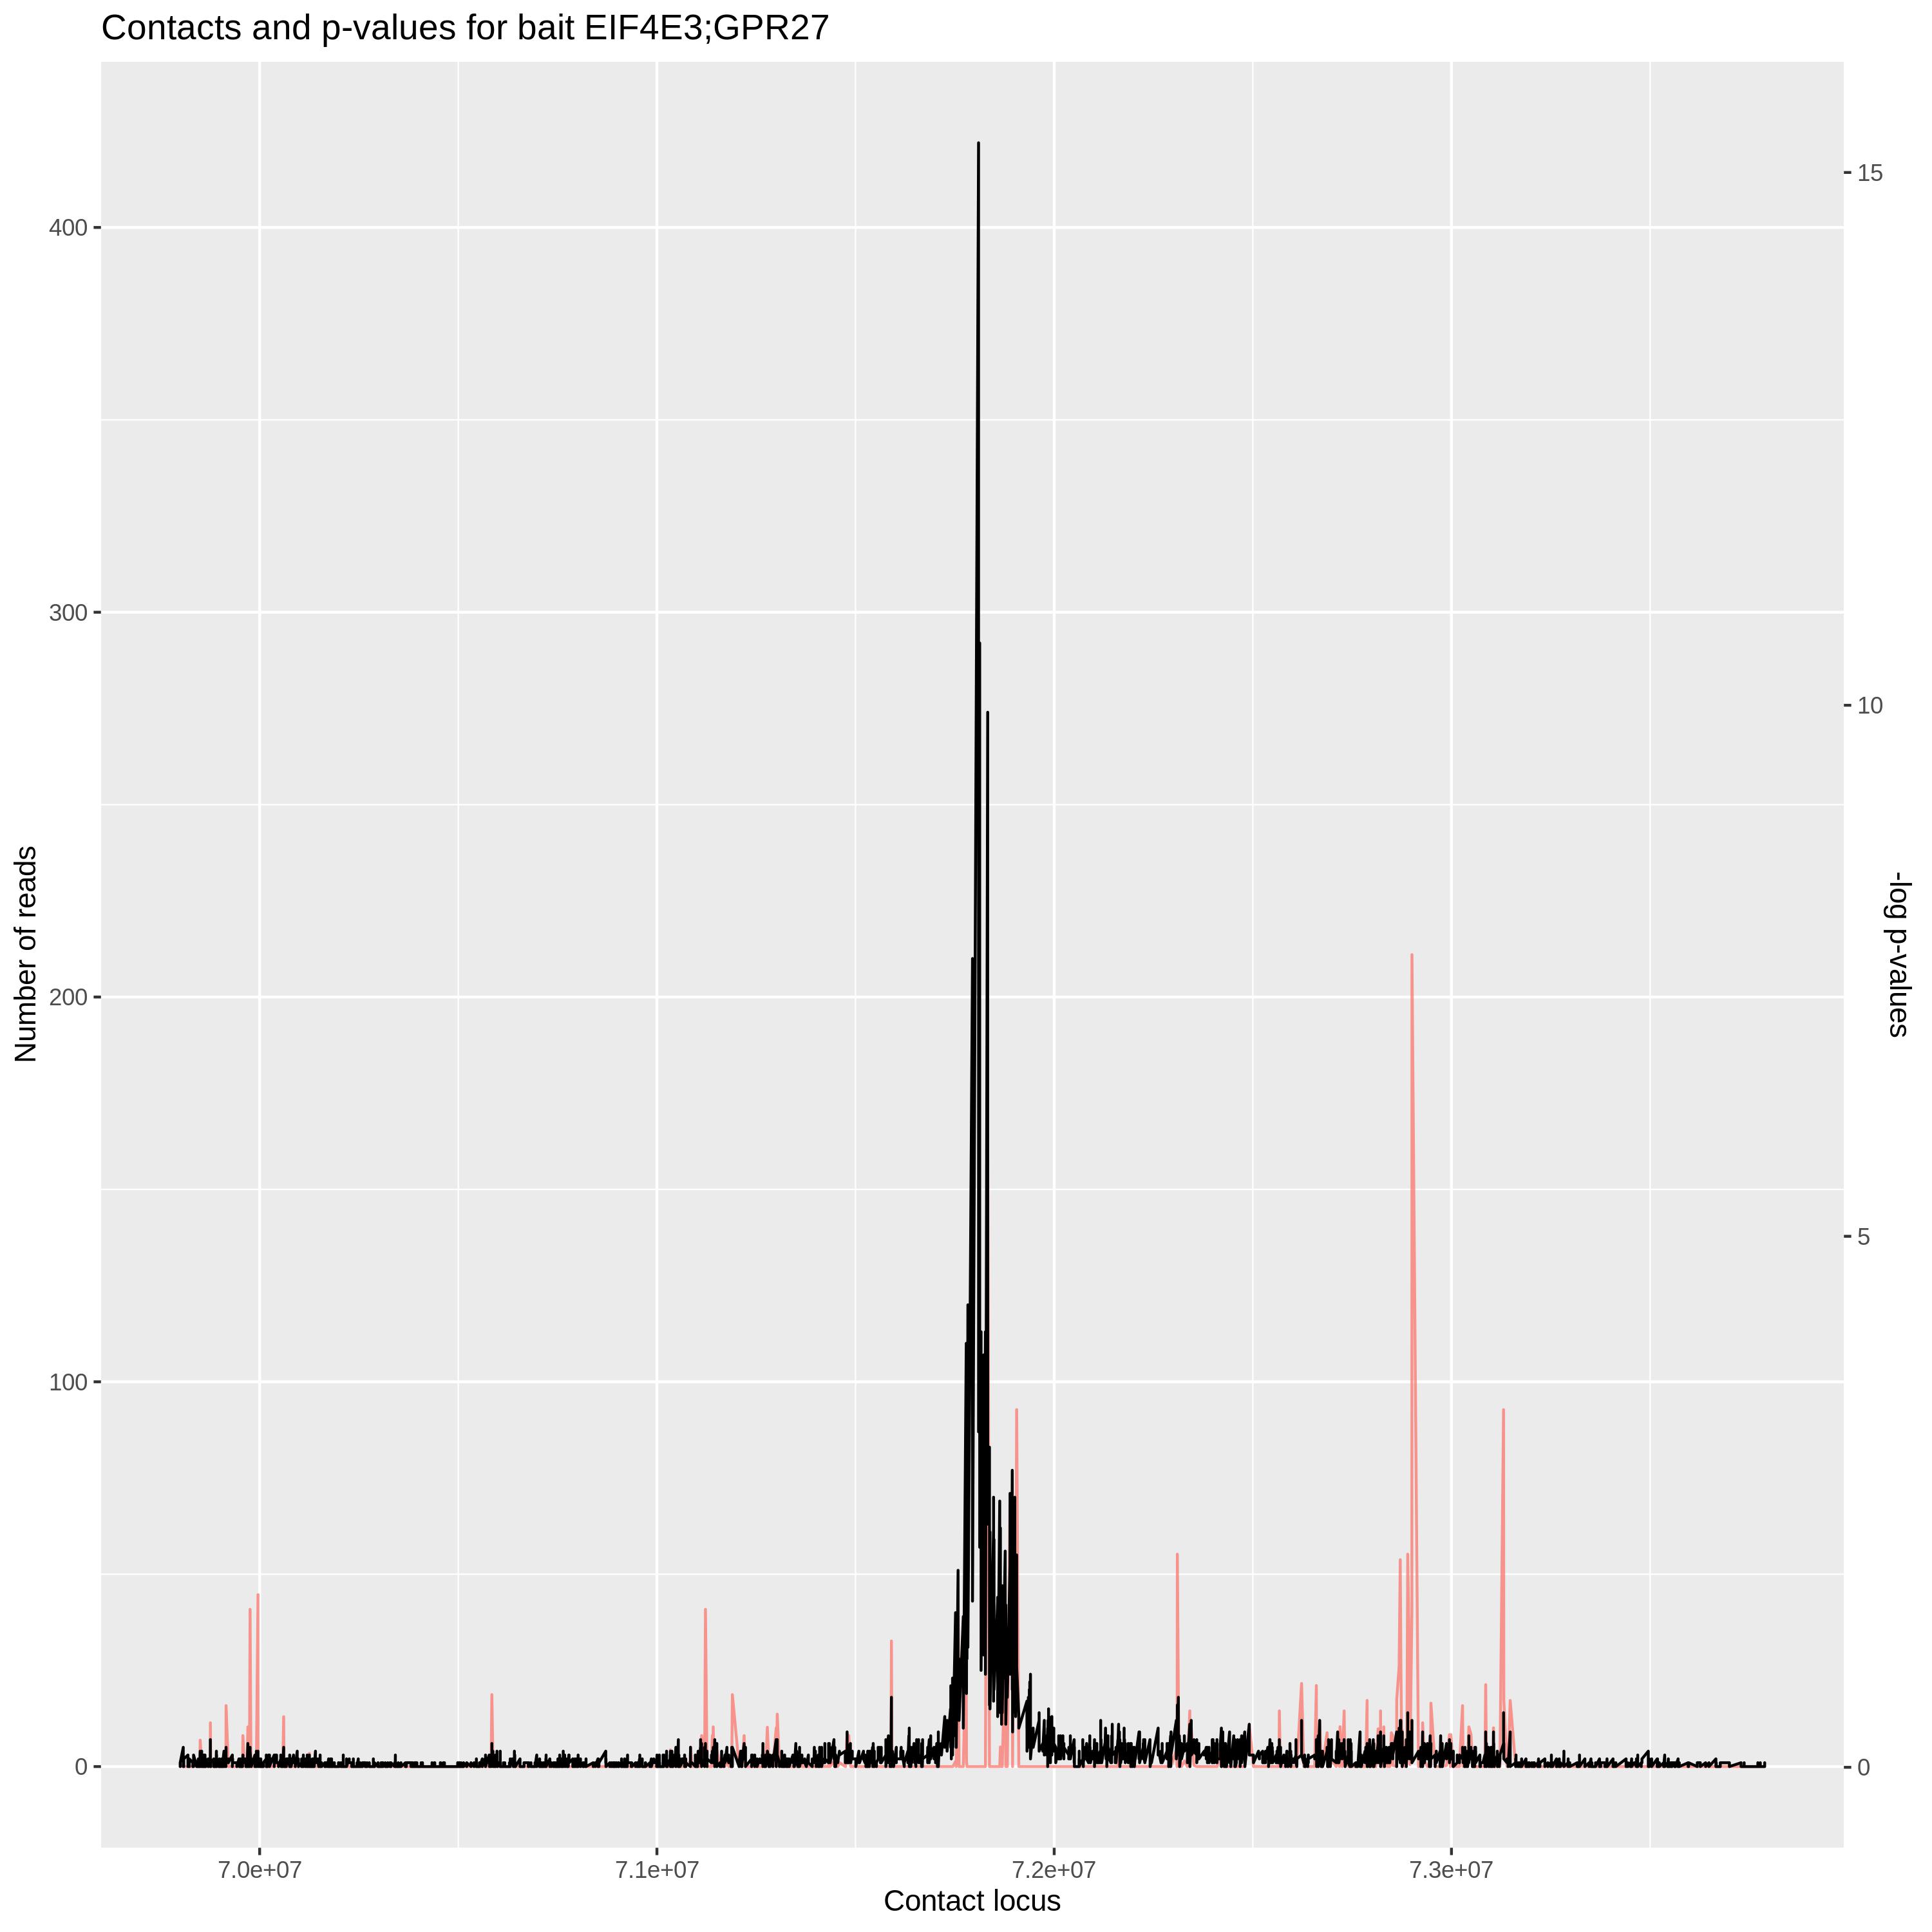 Contacts and p-values for bait EIF4E3;GPR27
400
300
200
100
0
Number of reads
15
10
5
0
-log p-values
7.0e+07 7.1e+07 7.2e+07 7.3e+07
Contact locus